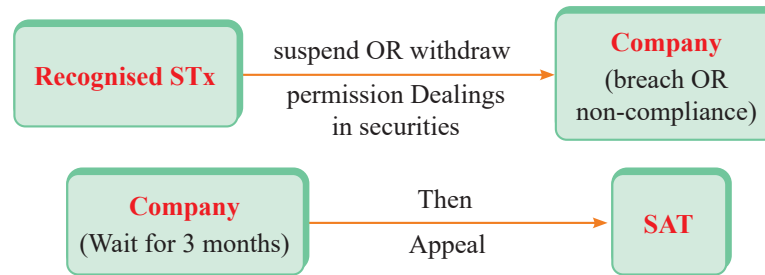 Recognised STx
suspend OR withdraw
permission Dealings
in securities
Company
(breach OR
non-compliance)
Company
(Wait for 3 months)
Then
Appeal
SAT